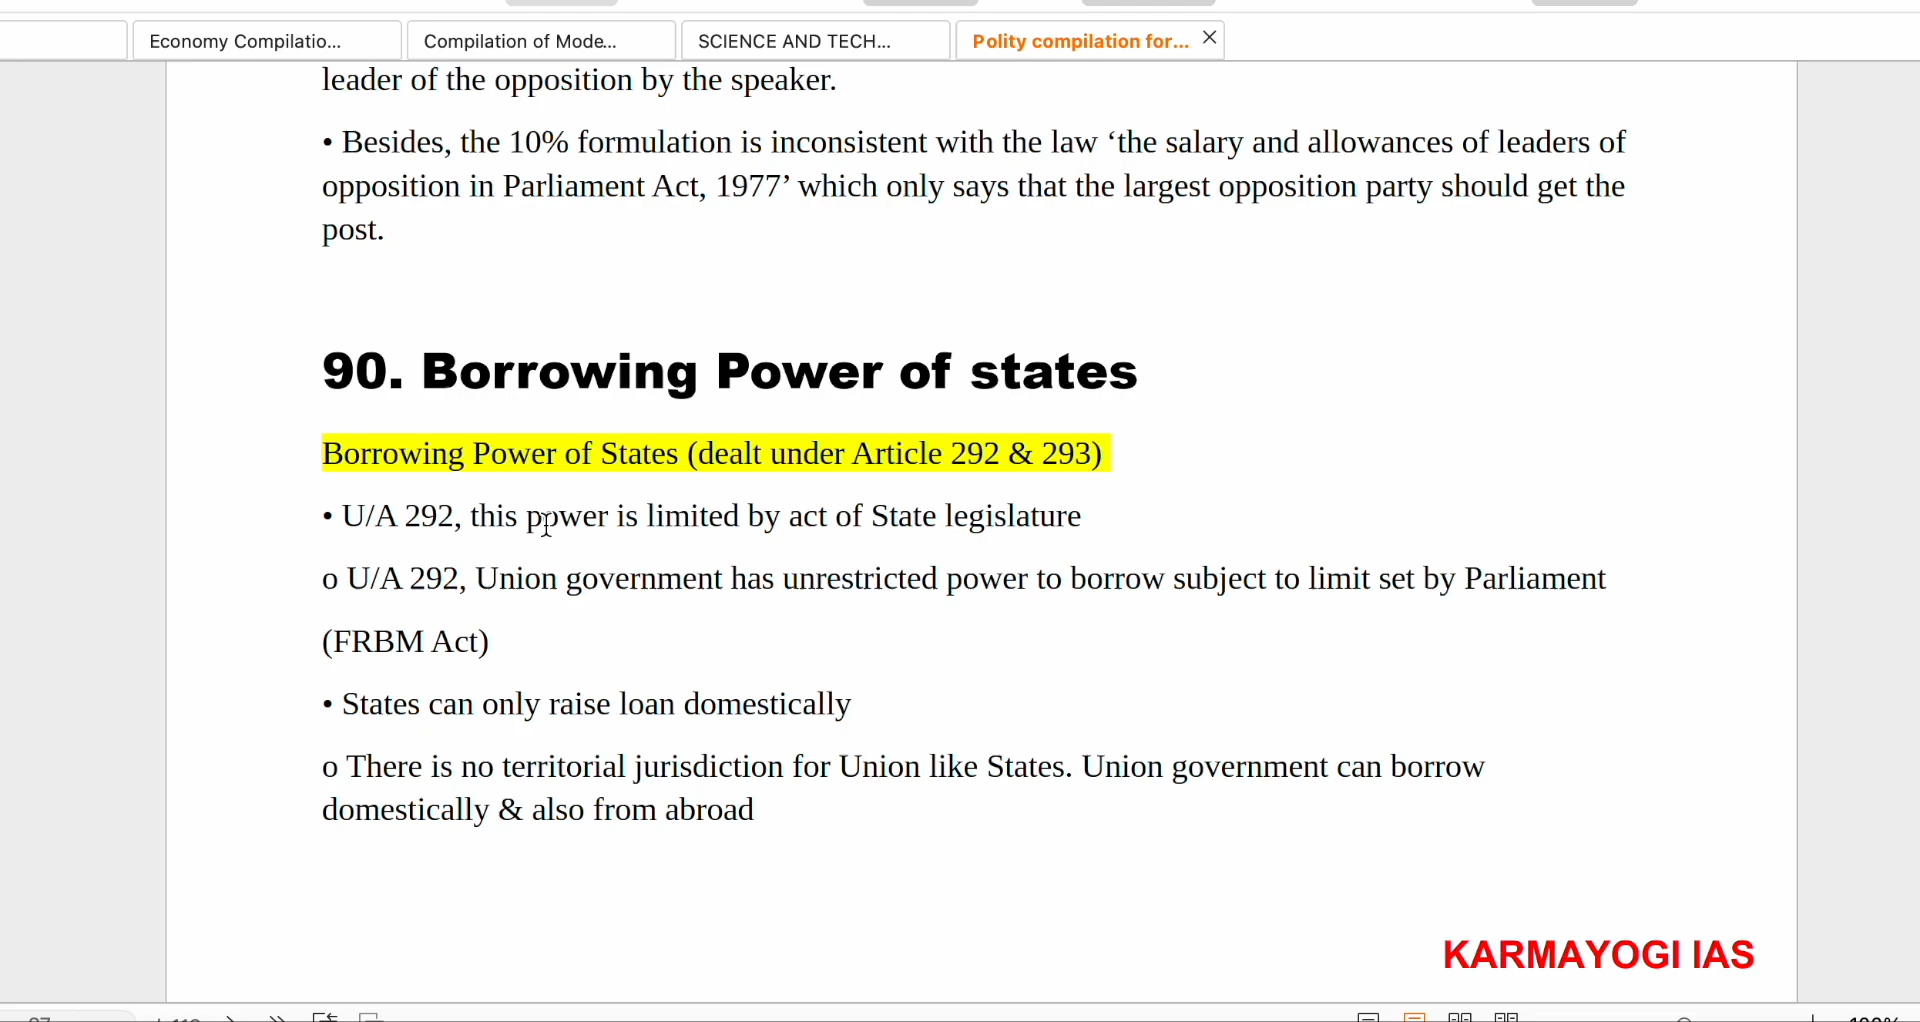 Economy Compilatio...
Compilation of Mode...
SCIENCE AND TECH...
Polity compilation for...
leader of the opposition by the speaker.
• Besides, the 10% formulation is inconsistent with the law ‘the salary and allowances of leaders of
opposition in Parliament Act, 1977’ which only says that the largest opposition party should get the
post.
90. Borrowing Power of states
Borrowing Power of States (dealt under Article 292 & 293)
• U/A 292, this power is limited by act of State legislature
o U/A 292, Union government has unrestricted power to borrow subject to limit set by Parliament
(FRBM Act)
• States can only raise loan domestically
o There is no territorial jurisdiction for Union like States. Union government can borrow
domestically & also from abroad
KARMAYOGI IAS